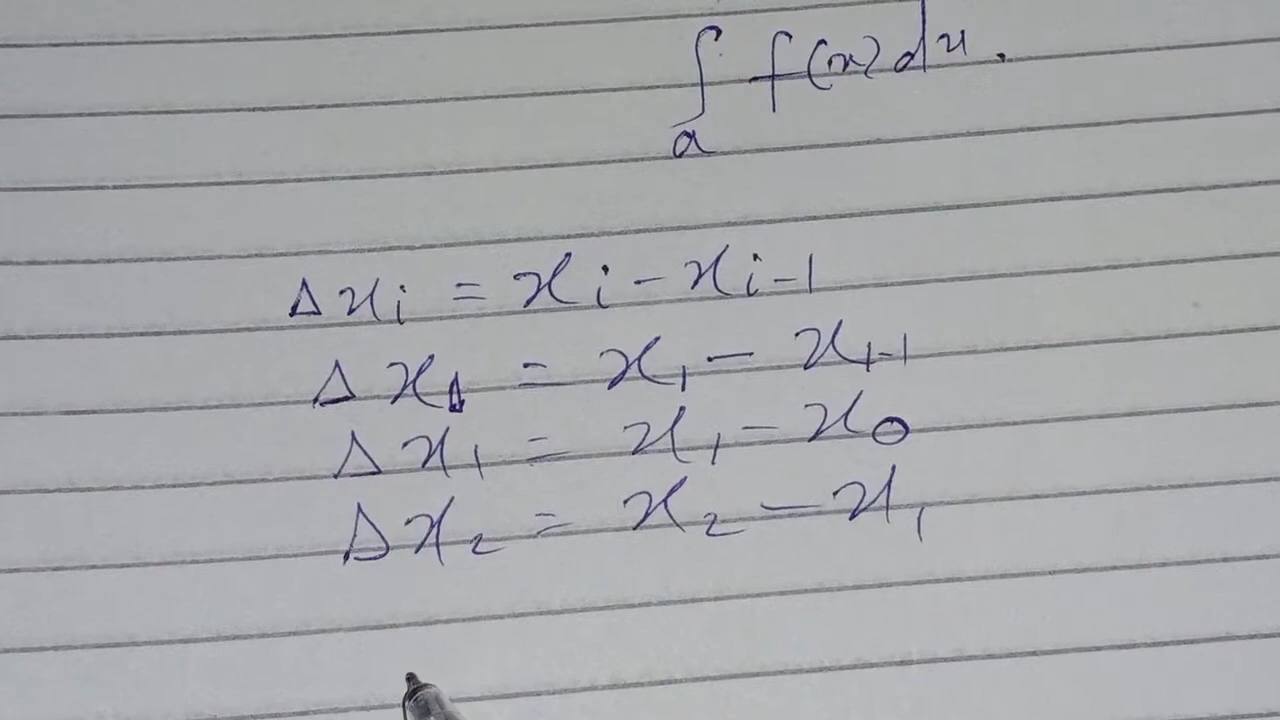 ∫ₐ f(x) dx.
Δxᵢ = xᵢ - xᵢ₋₁
Δx₁ = x₁ - x₁₋₁
Δx₁ = x₁ - x₀
Δx₂ = x₂ - x₁